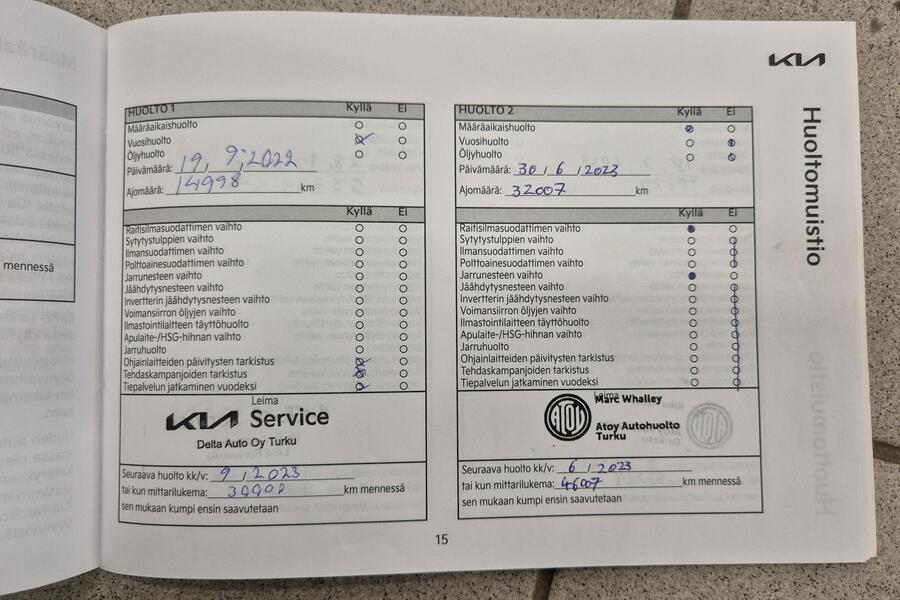 KIA
Huoltomuistio
mennessä
HUOLTO 1 Kyllä Ei
Määräaikaishuolto
Vuosihuolto
Öljyhuolto
Päivämäärä: 19, 9, 2022
Ajomäärä: 14998 km
Kyllä Ei
Raitisilmasuodattimen vaihto
Sytytystulppien vaihto
Ilmansuodattimen vaihto
Polttoainesuodattimen vaihto
Jarrunesteen vaihto
Jäähdytysnesteen vaihto
Invertterin jäähdytysnesteen vaihto
Voimansiirron öljyjen vaihto
Ilmastointilaitteen täyttöhuolto
Apulaite-/HSG-hihnan vaihto
Jarruhuolto
Ohjainlaitteiden päivitysten tarkistus
Tehdaskampanjoiden tarkistus
Tiepalvelun jatkaminen vuodeksi
Leima
KIA Service
Delta Auto Oy Turku
Seuraava huolto kk/v: 9 / 2023
tai kun mittarilukema: km mennessä
sen mukaan kumpi ensin saavutetaan
HUOLTO 2 Kyllä Ei
Määräaikaishuolto
Vuosihuolto
Öljyhuolto
Päivämäärä: 30 , 6 , 2023
Ajomäärä: 32007 km
Kyllä Ei
Raitisilmasuodattimen vaihto
Sytytystulppien vaihto
Ilmansuodattimen vaihto
Polttoainesuodattimen vaihto
Jarrunesteen vaihto
Jäähdytysnesteen vaihto
Invertterin jäähdytysnesteen vaihto
Voimansiirron öljyjen vaihto
Ilmastointilaitteen täyttöhuolto
Apulaite-/HSG-hihnan vaihto
Jarruhuolto
Ohjainlaitteiden päivitysten tarkistus
Tehdaskampanjoiden tarkistus
Tiepalvelun jatkaminen vuodeksi
Leima
Marc Whalley
ATOY
Atoy Autohuolto
Turku
Seuraava huolto kk/v: 6 / 2023
tai kun mittarilukema: 46007 km mennessä
sen mukaan kumpi ensin saavutetaan
15